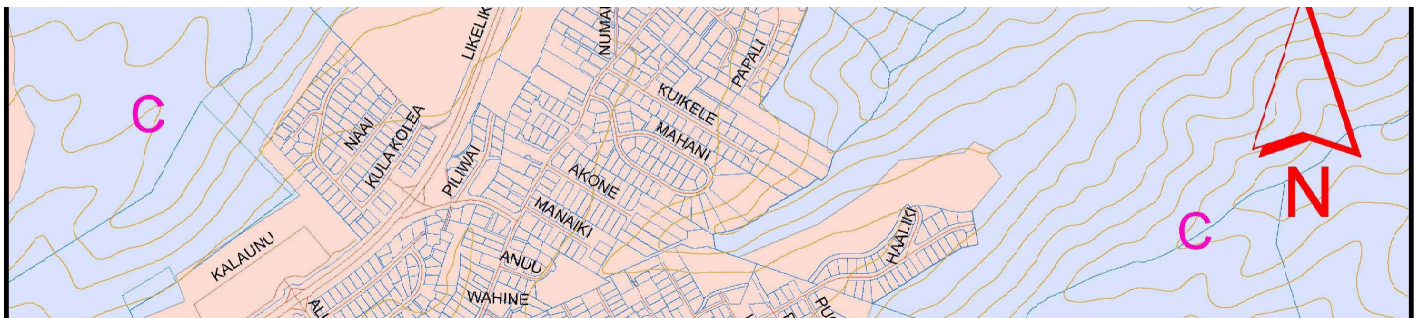 LIKELIK
NUMA
PAPALI
KUIKELE
C
NAAI
MAHANI
KULA KOLEA
PILIWAI
AKONE
N
MANAIKI
HAALIKI
C
KALAUNU
ANUU
WAHINE